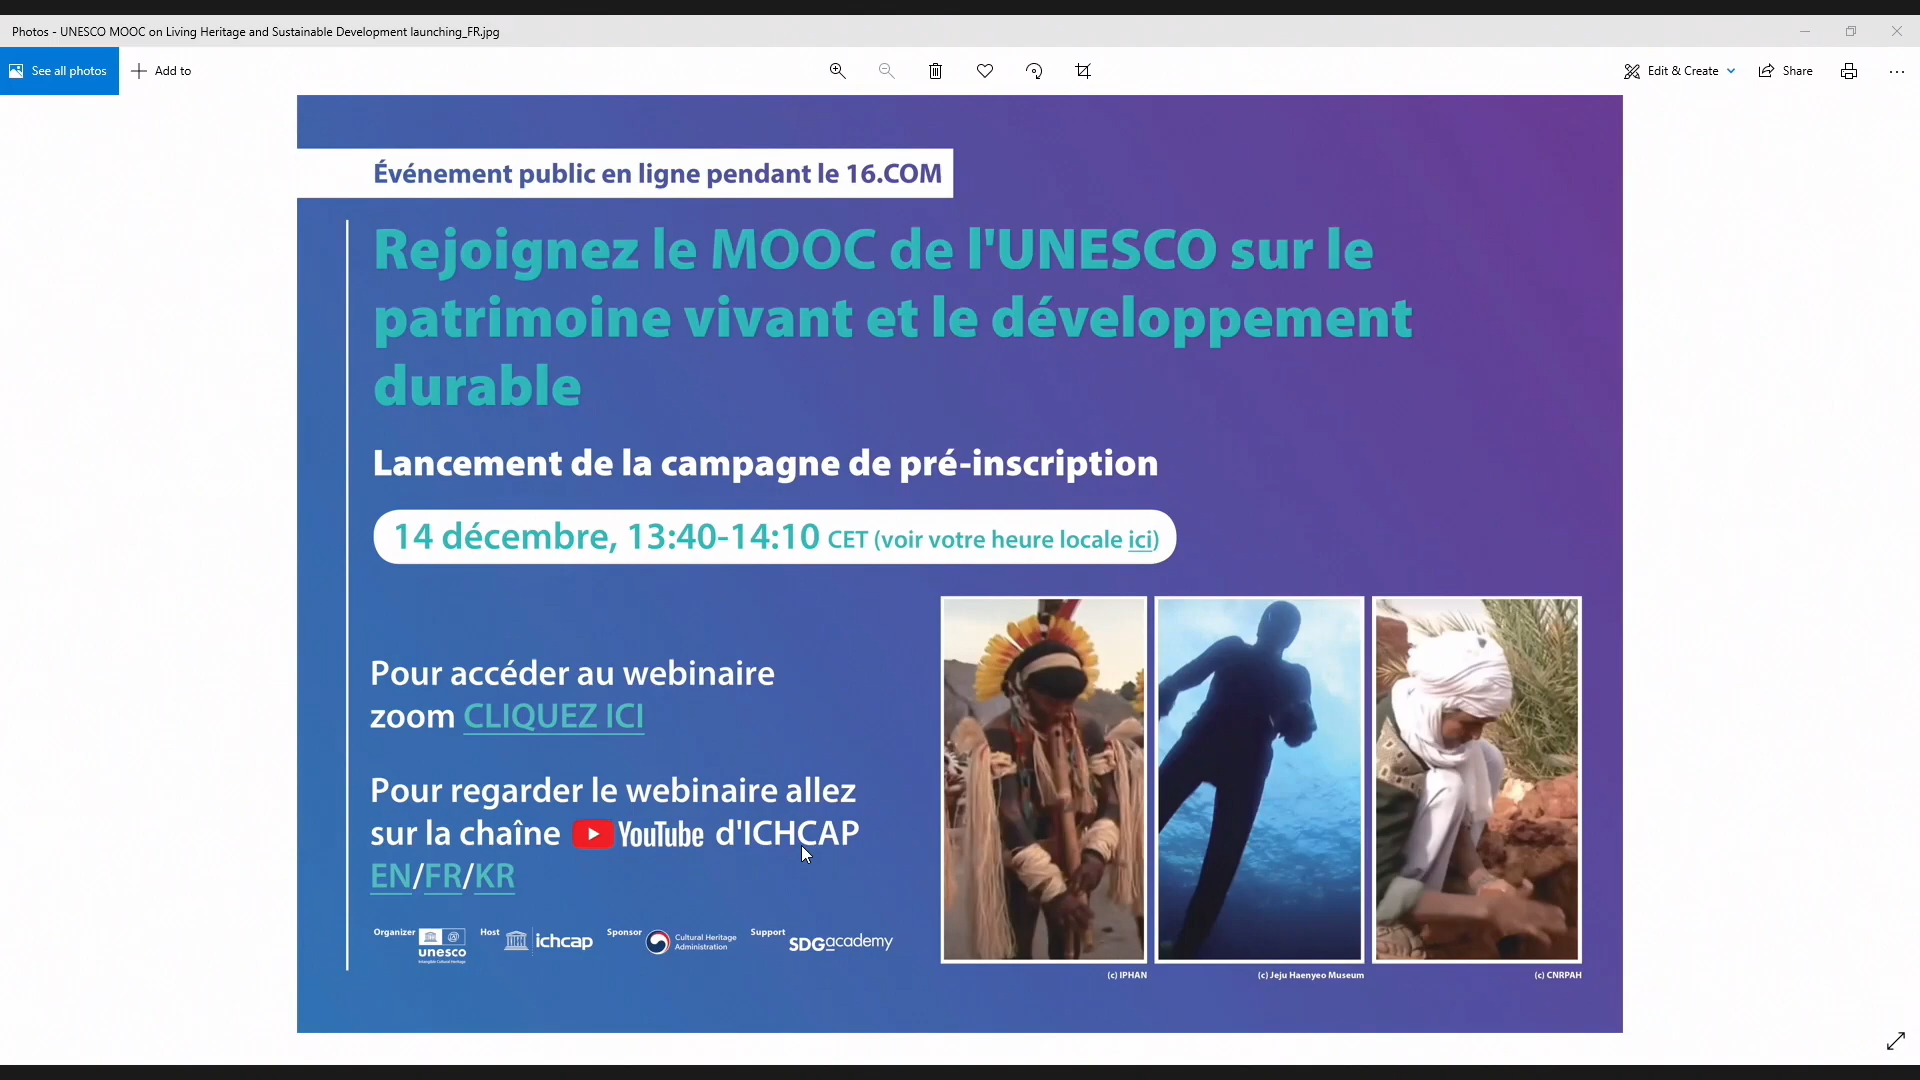 Photos - UNESCO MOOC on Living Heritage and Sustainable Development launching_FR.jpg
See all photos
Add to
Edit & Create
Share
Événement public en ligne pendant le 16.COM
Rejoignez le MOOC de l'UNESCO sur le
patrimoine vivant et le développement
durable
Lancement de la campagne de pré-inscription
14 décembre, 13:40-14:10 CET (voir votre heure locale ici)
Pour accéder au webinaire
zoom CLIQUEZ ICI
Pour regarder le webinaire allez
sur la chaîne YouTube d'ICHCAP
EN/FR/KR
Organizer
unesco
Intangible Cultural Heritage
Host
ichcap
Sponsor
Cultural Heritage
Administration
Support
SDGacademy
(c) IPHAN
(c) Jeju Haenyeo Museum
(c) CNRPAH